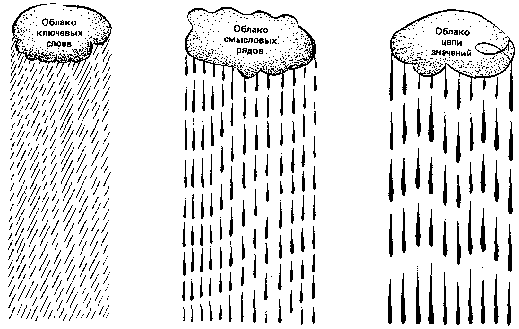 Облако
ключевых
слов
Облако
смысловых
рядов
Облако
цепи
значений